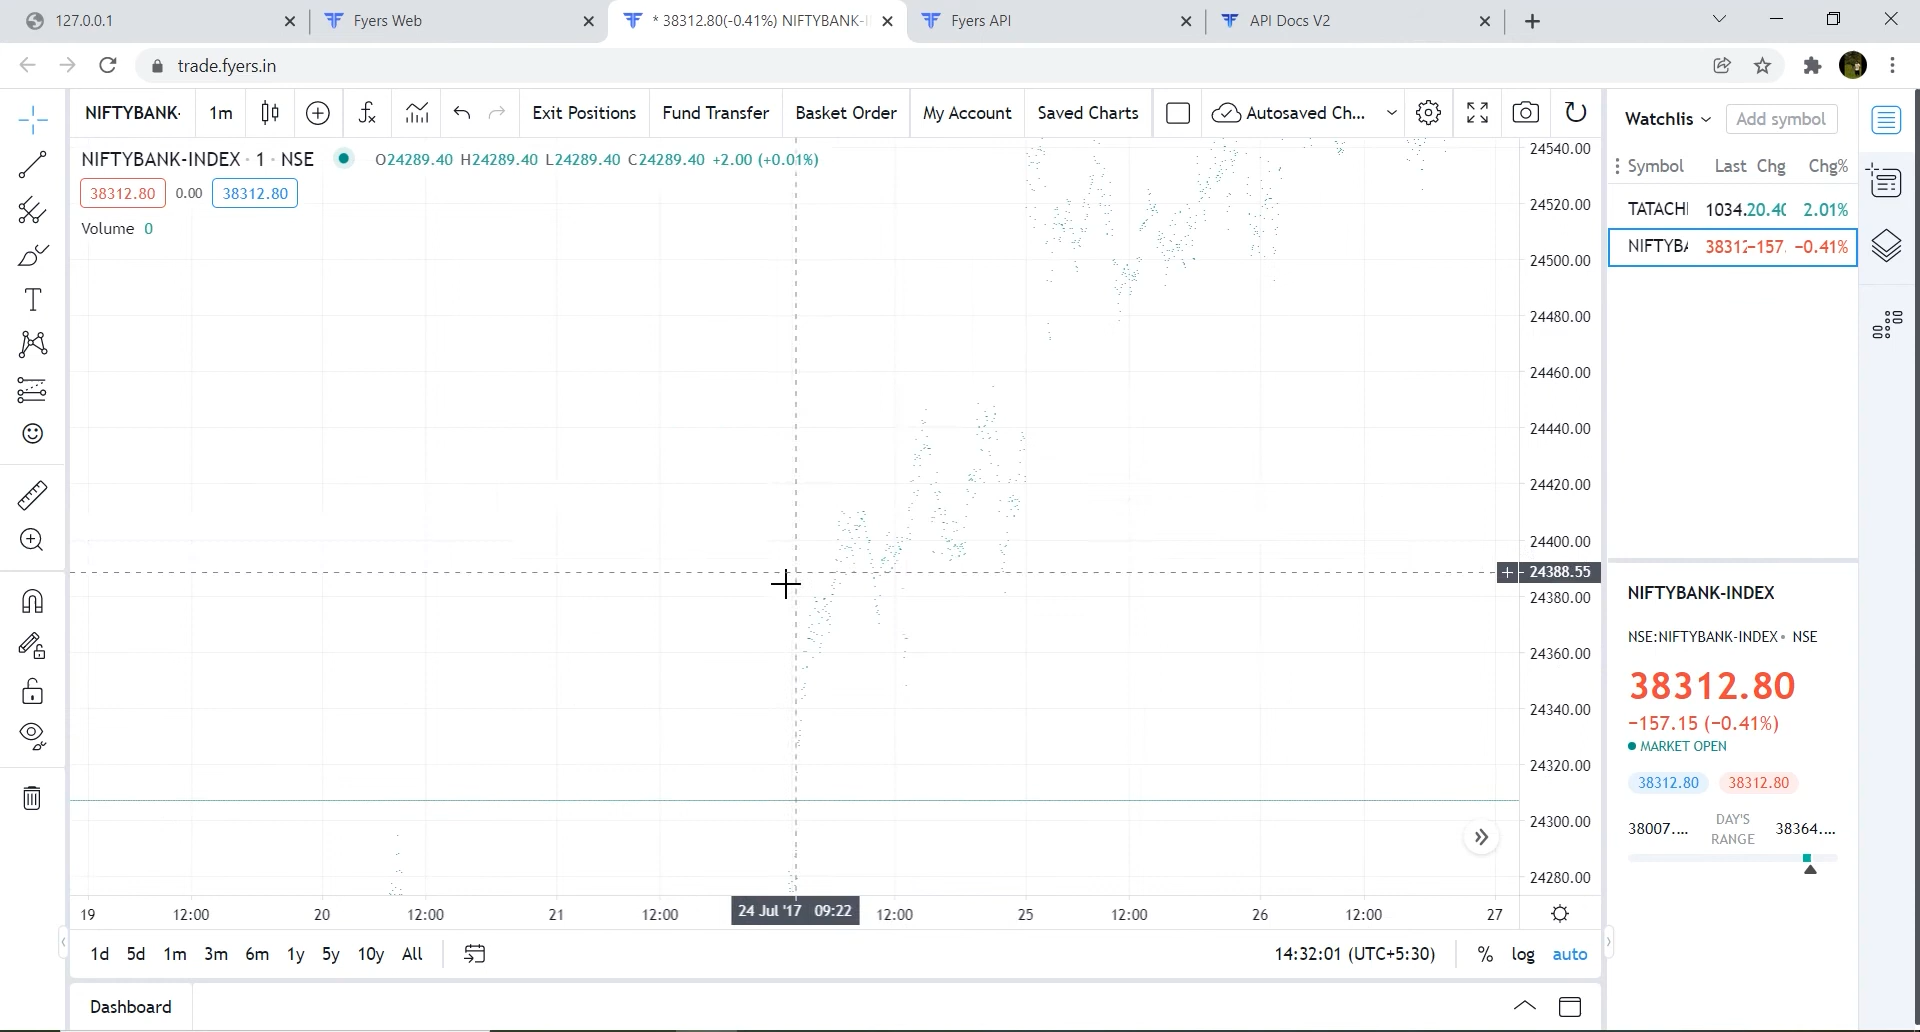 127.0.0.1
Fyers Web
* 38312.80(-0.41%) NIFTYBANK-I
Fyers API
API Docs V2
trade.fyers.in
NIFTYBANK-
1m
Exit Positions
Fund Transfer
Basket Order
My Account
Saved Charts
Autosaved Ch...
NIFTYBANK-INDEX · 1 · NSE
O24289.40 H24289.40 L24289.40 C24289.40 +2.00 (+0.01%)
38312.80 0.00 38312.80
Volume 0
24540.00
24520.00
24500.00
24480.00
24460.00
24440.00
24420.00
24400.00
24388.55
24380.00
24360.00
24340.00
24320.00
24300.00
24280.00
19 12:00 20 12:00 21 12:00 24 Jul '17 09:22 12:00 25 12:00 26 12:00 27
1d 5d 1m 3m 6m 1y 5y 10y All
14:32:01 (UTC+5:30)
% log auto
Dashboard
Watchlis
Add symbol
Symbol Last Chg Chg%
TATACHI 1034. 20.40 2.01%
NIFTYBA 38312 -157. -0.41%
NIFTYBANK-INDEX
NSE:NIFTYBANK-INDEX • NSE
38312.80
-157.15 (-0.41%)
MARKET OPEN
38312.80 38312.80
38007.... DAY'S RANGE 38364....